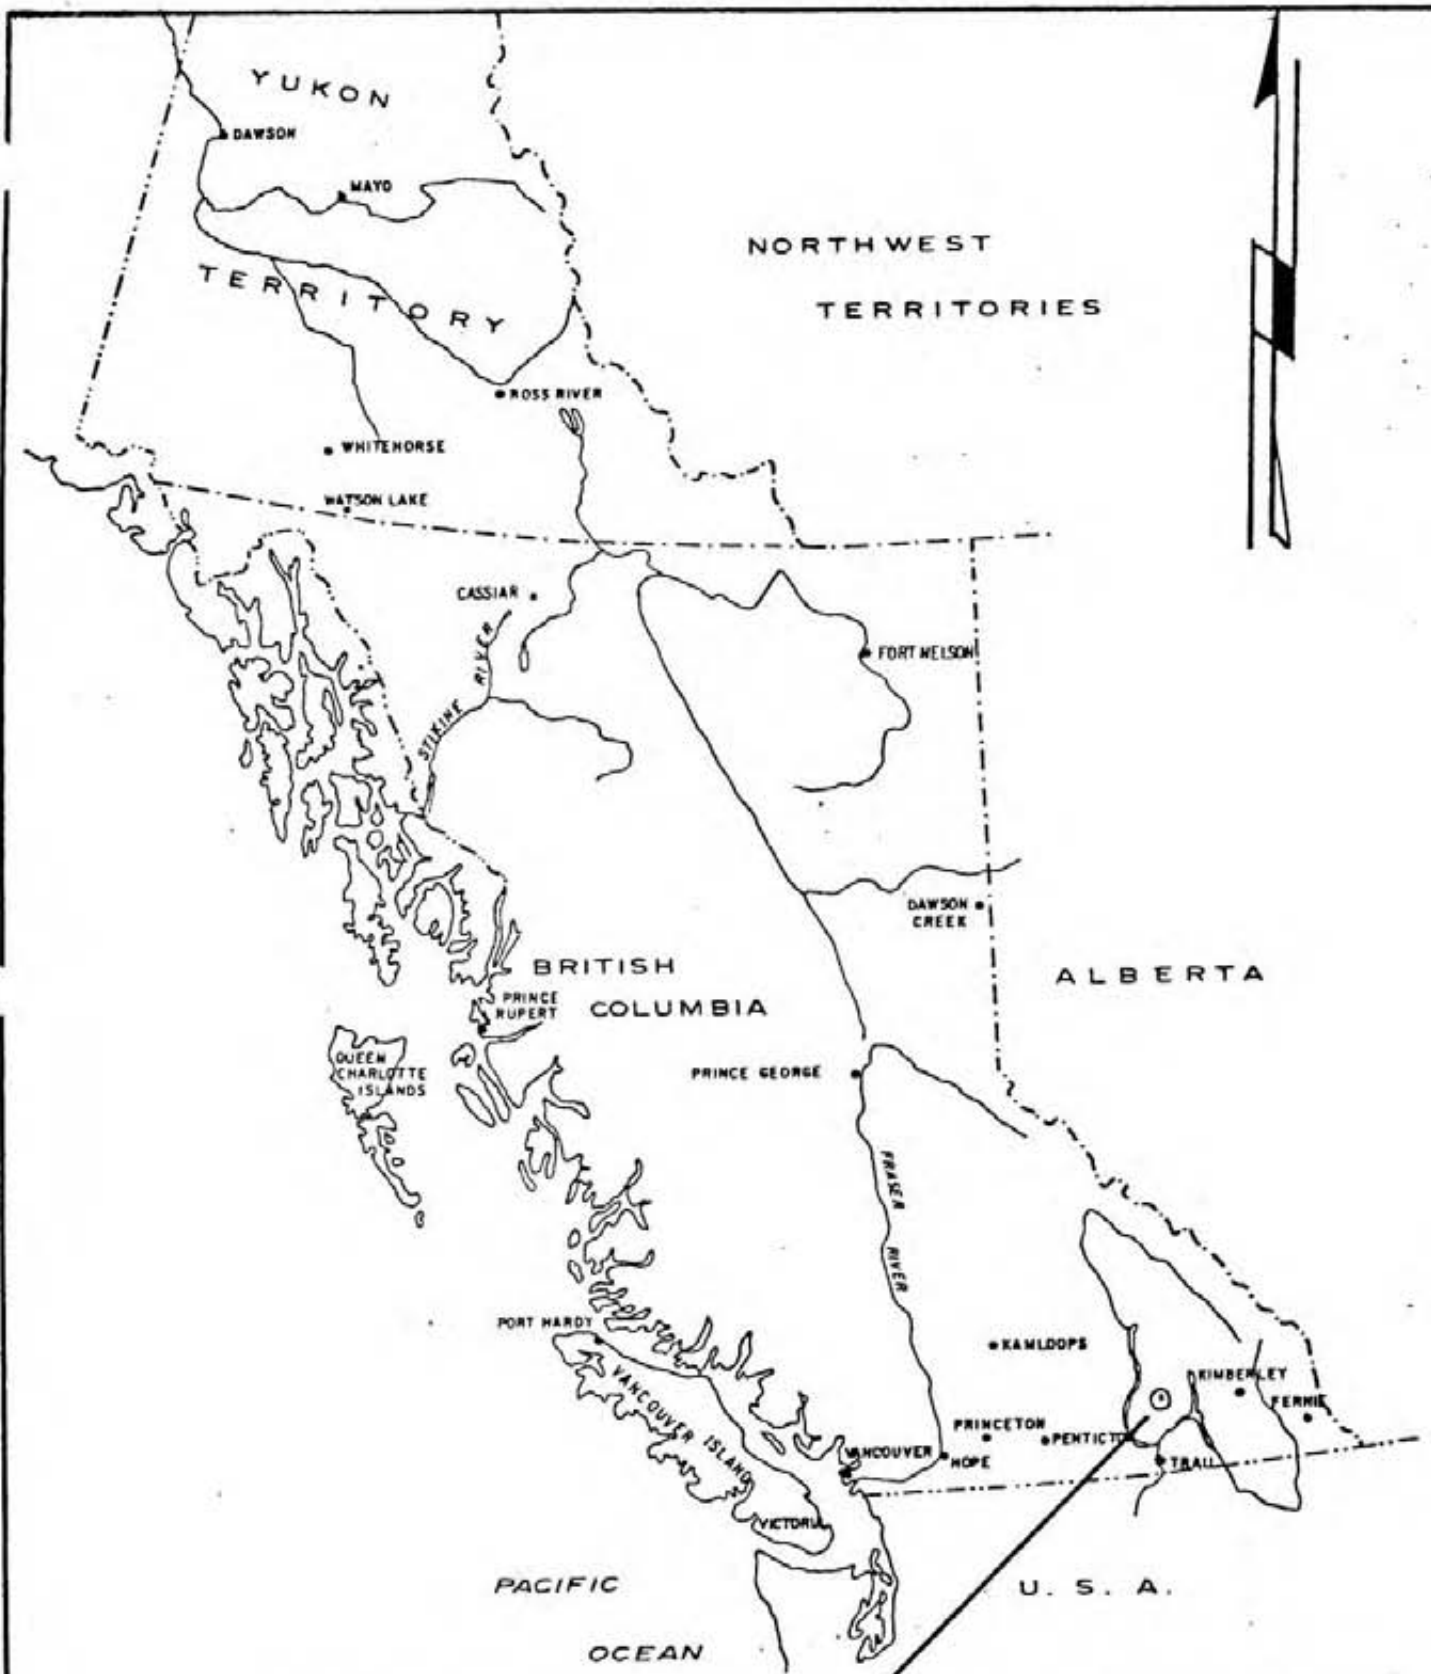 YUKON
DAWSON
MAYO
NORTHWEST
TERRITORIES
TERRITORY
ROSS RIVER
WHITEHORSE
WATSON LAKE
CASSIAR
STIKINE RIVER
FORT NELSON
DAWSON
CREEK
BRITISH
COLUMBIA
ALBERTA
PRINCE
RUPERT
QUEEN
CHARLOTTE
ISLANDS
PRINCE GEORGE
FRASER RIVER
PORT HARDY
VANCOUVER ISLAND
KAMLOOPS
KIMBERLEY
FERNIE
PRINCETON
PENTICTO
VANCOUVER
HOPE
TRAIL
VICTORIA
PACIFIC
OCEAN
U. S. A.